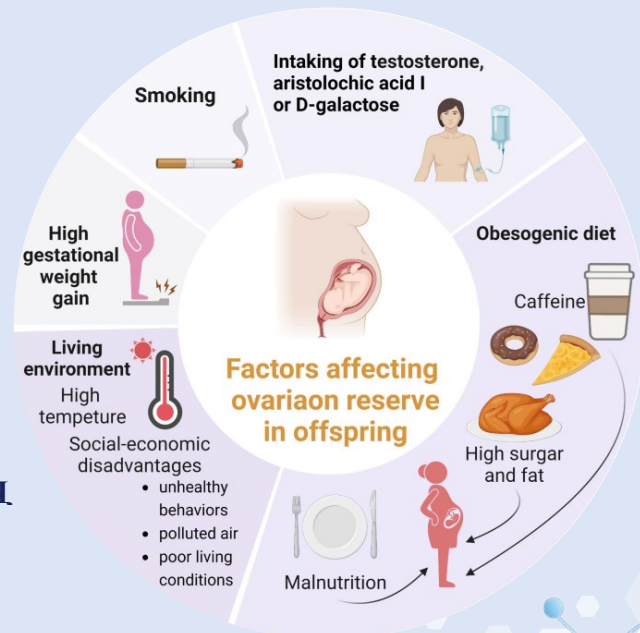 Smoking
Intaking of testosterone,
aristolochic acid I
or D-galactose
High
gestational
weight
gain
Obesogenic diet
Caffeine
High surgar
and fat
Malnutrition
Living
environment
High
tempeture
Social-economic
disadvantages
• unhealthy
behaviors
• polluted air
• poor living
conditions
Factors affecting
ovariaon reserve
in offspring